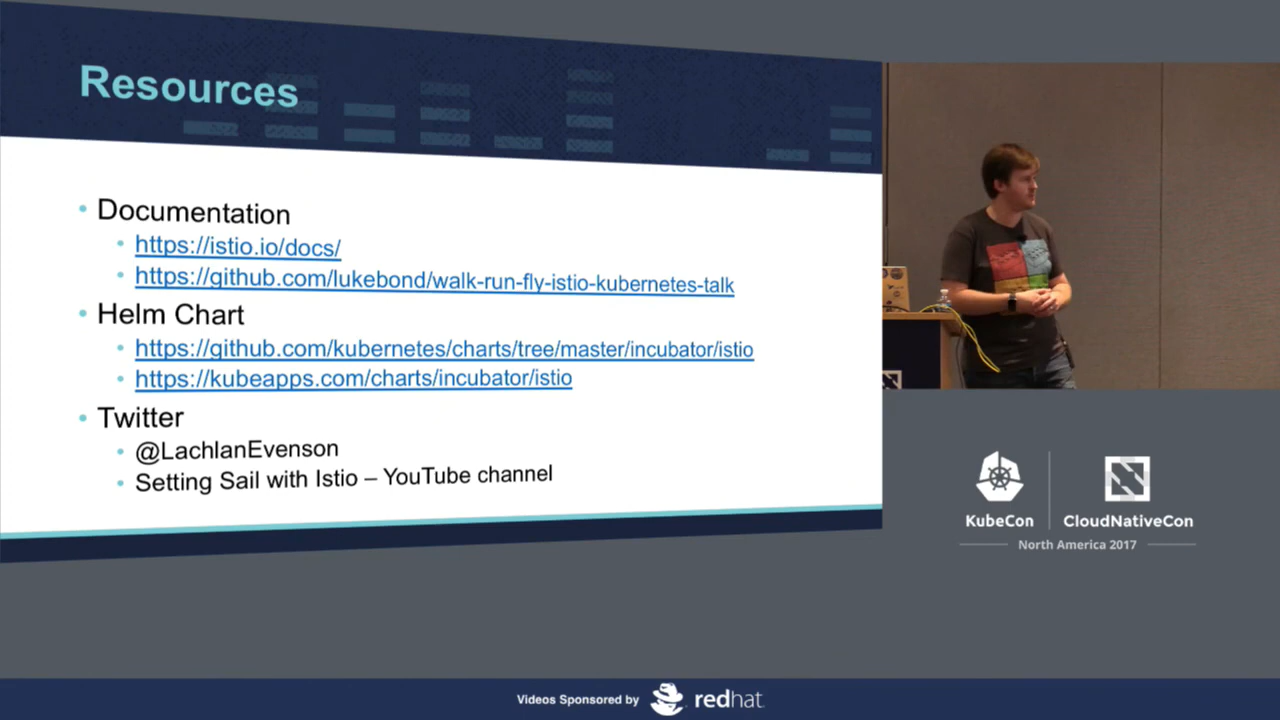 Resources
Documentation
https://istio.io/docs/
https://github.com/lukebond/walk-run-fly-istio-kubernetes-talk
Helm Chart
https://github.com/kubernetes/charts/tree/master/incubator/istio
https://kubeapps.com/charts/incubator/istio
Twitter
@LachlanEvenson
Setting Sail with Istio – YouTube channel
KubeCon
CloudNativeCon
North America 2017
Videos Sponsored by
redhat.